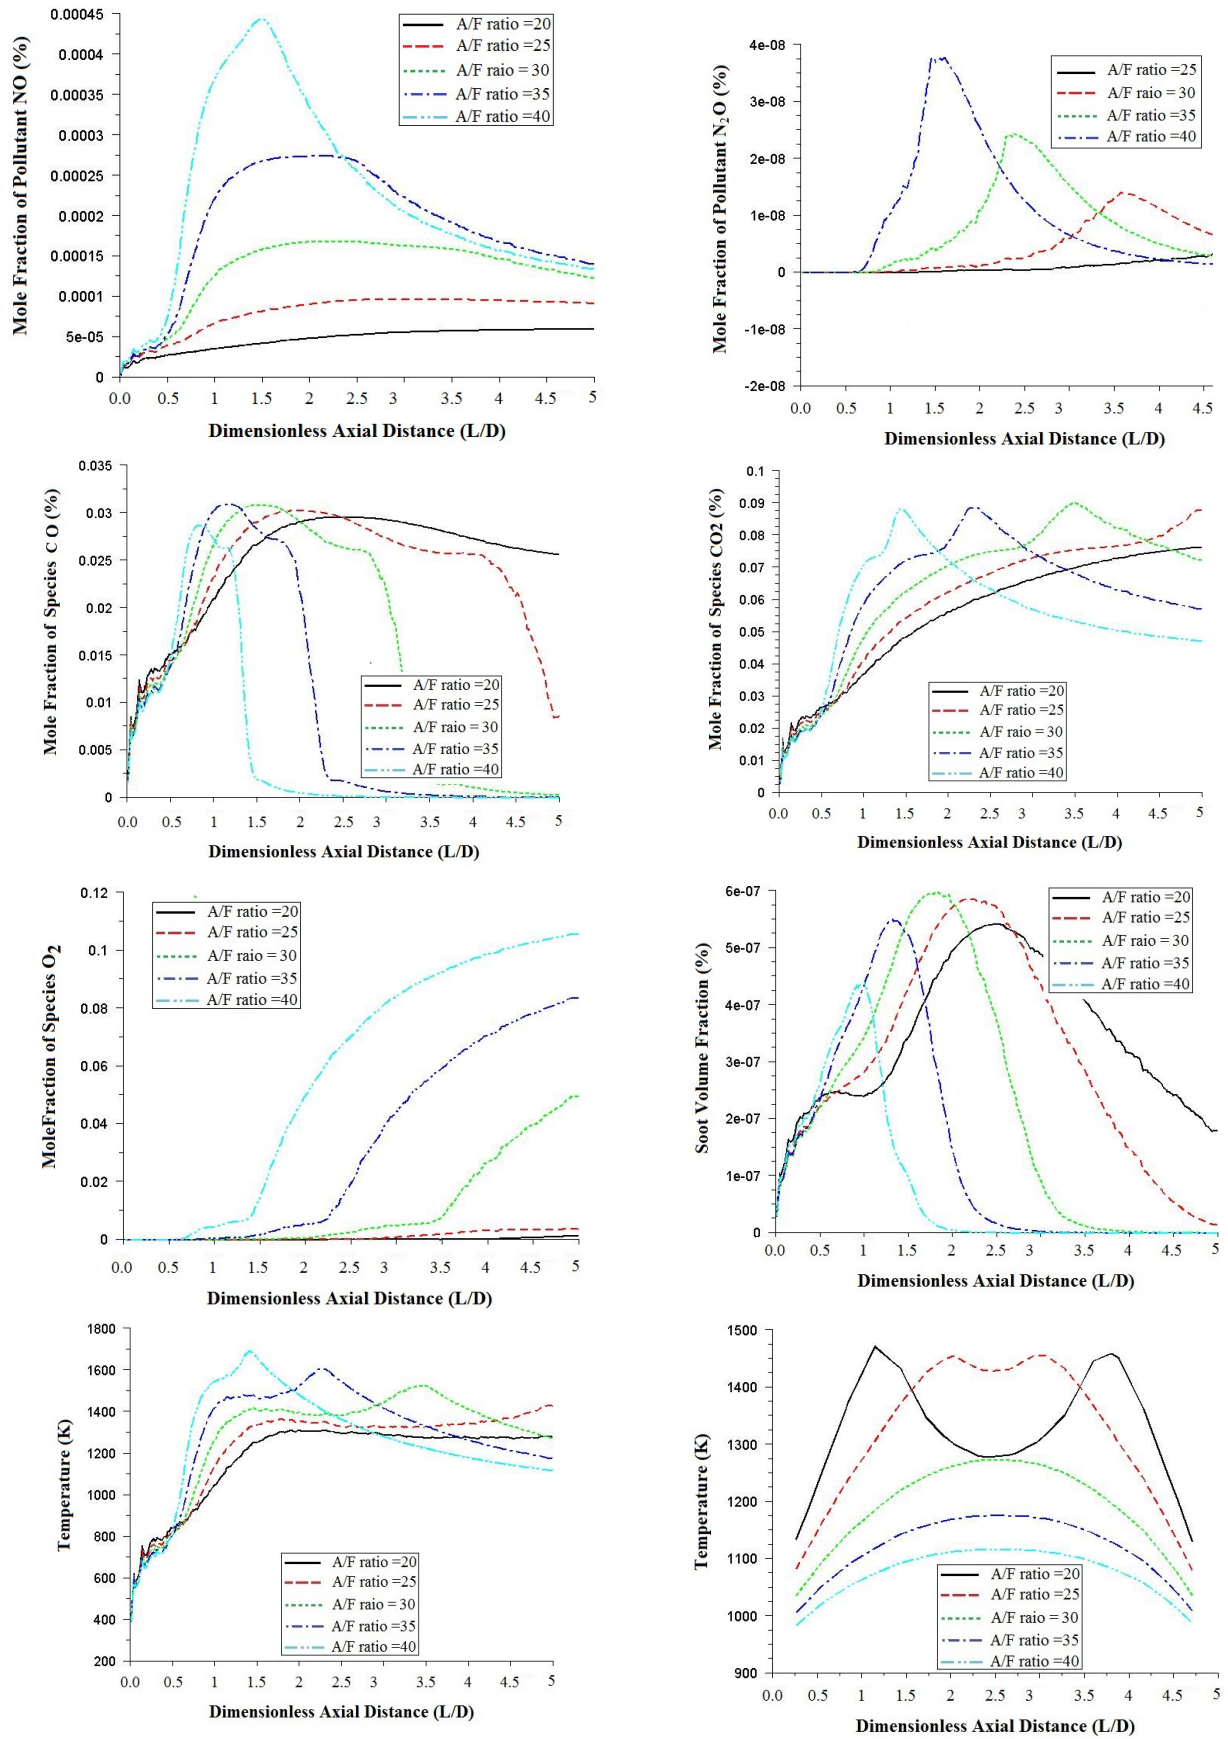 Mole Fraction of Pollutant NO (%)
0.00045
0.0004
0.00035
0.0003
0.00025
0.0002
0.00015
0.0001
5e-05
0
A/F ratio =20
A/F ratio =25
A/F raio = 30
A/F ratio =35
A/F ratio =40
0.0 0.5 1 1.5 2 2.5 3 3.5 4 4.5 5
Dimensionless Axial Distance (L/D)
Mole Fraction of Pollutant N2O (%)
4e-08
3e-08
2e-08
1e-08
0
-1e-08
-2e-08
A/F ratio =25
A/F raio = 30
A/F ratio =35
A/F ratio =40
0.0 0.5 1 1.5 2 2.5 3 3.5 4 4.5
Dimensionless Axial Distance (L/D)
Mole Fraction of Species C O (%)
0.035
0.03
0.025
0.02
0.015
0.01
0.005
0
A/F ratio =20
A/F ratio =25
A/F raio = 30
A/F ratio =35
A/F ratio =40
0.0 0.5 1 1.5 2 2.5 3 3.5 4 4.5 5
Dimensionless Axial Distance (L/D)
Mole Fraction of Species CO2 (%)
0.1
0.09
0.08
0.07
0.06
0.05
0.04
0.03
0.02
0.01
0
A/F ratio =20
A/F ratio =25
A/F raio = 30
A/F ratio =35
A/F ratio =40
0.0 0.5 1 1.5 2 2.5 3 3.5 4 4.5 5
Dimensionless Axial Distance (L/D)
MoleFraction of Species O2
0.12
0.1
0.08
0.06
0.04
0.02
0
A/F ratio =20
A/F ratio =25
A/F raio = 30
A/F ratio =35
A/F ratio =40
0.0 0.5 1 1.5 2 2.5 3 3.5 4 4.5 5
Dimensionless Axial Distance (L/D)
Soot Volume Fraction (%)
6e-07
5e-07
4e-07
3e-07
2e-07
1e-07
0
A/F ratio =20
A/F ratio =25
A/F raio = 30
A/F ratio =35
A/F ratio =40
0.0 0.5 1 1.5 2 2.5 3 3.5 4 4.5 5
Dimensionless Axial Distance (L/D)
Temperature (K)
1800
1600
1400
1200
1000
800
600
400
200
A/F ratio =20
A/F ratio =25
A/F raio = 30
A/F ratio =35
A/F ratio =40
0.0 0.5 1 1.5 2 2.5 3 3.5 4 4.5 5
Dimensionless Axial Distance (L/D)
Temperature (K)
1500
1400
1300
1200
1100
1000
900
A/F ratio =20
A/F ratio =25
A/F raio = 30
A/F ratio =35
A/F ratio =40
0.0 0.5 1 1.5 2 2.5 3 3.5 4 4.5 5
Dimensionless Axial Distance (L/D)